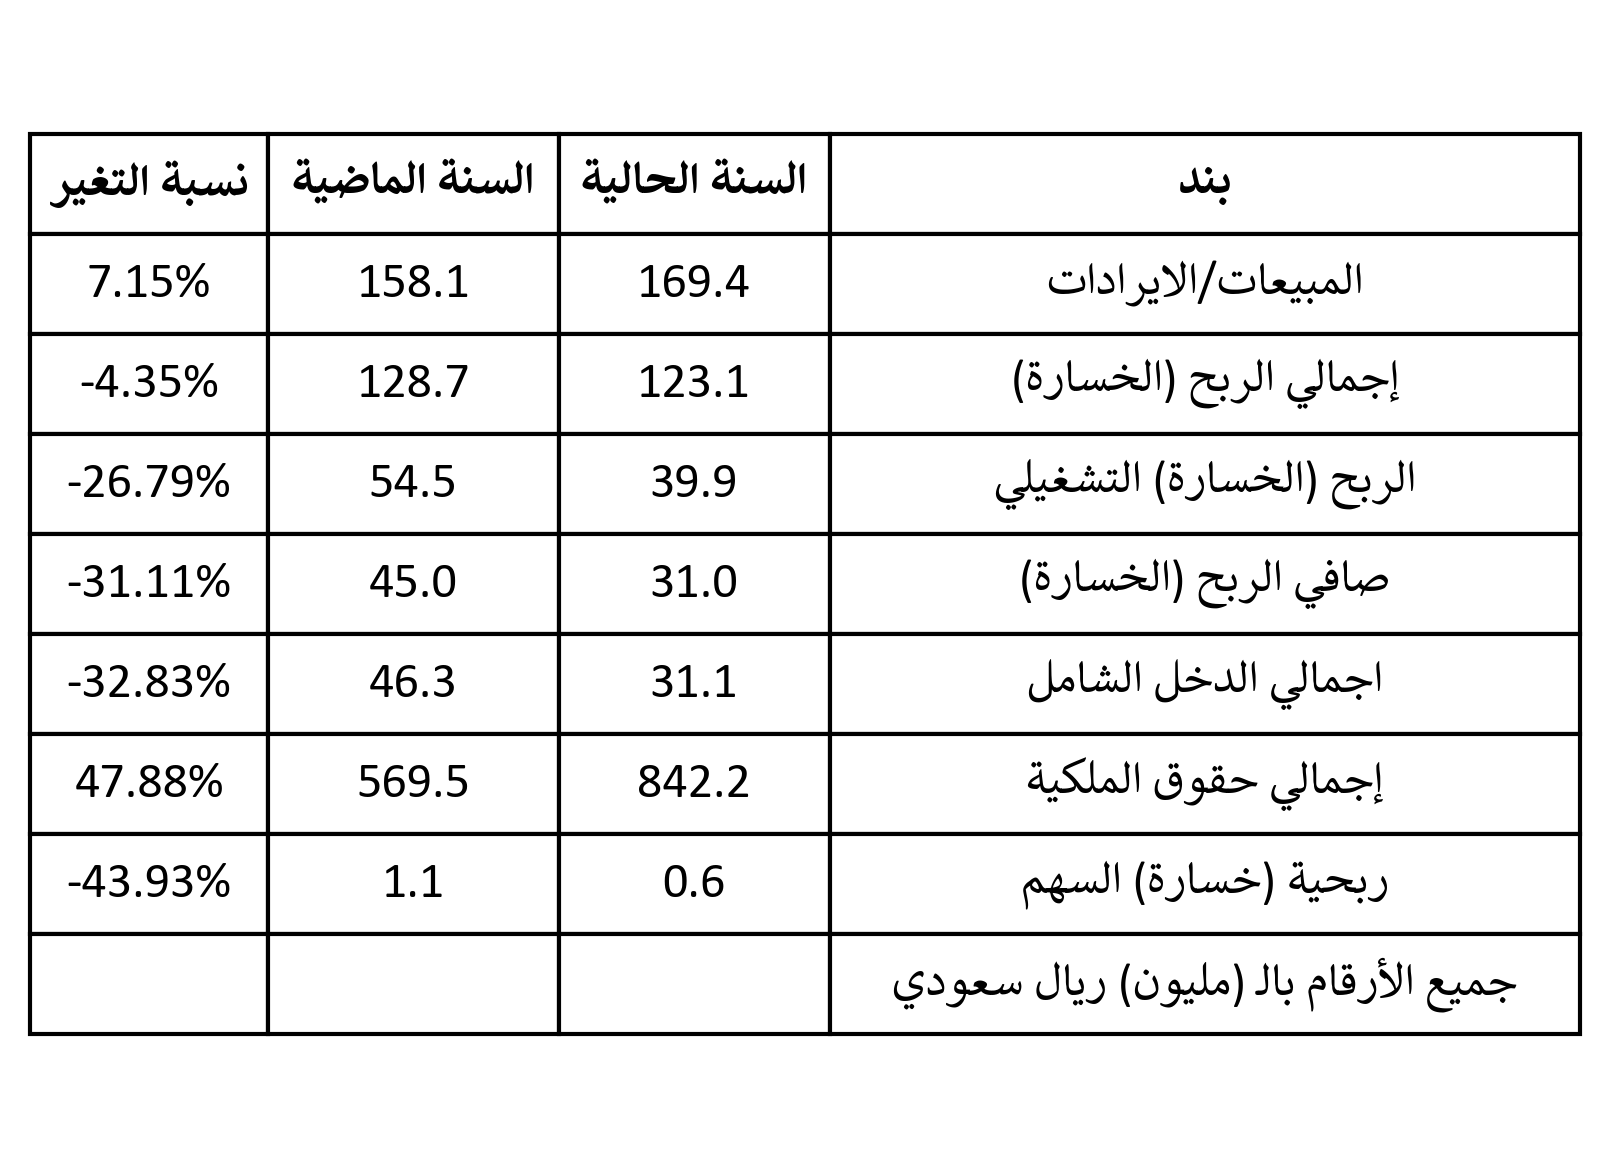 بند السنة الحالية السنة الماضية نسبة التغير
المبيعات/الايرادات 169.4 158.1 7.15%
إجمالي الربح (الخسارة) 123.1 128.7 -4.35%
الربح (الخسارة) التشغيلي 39.9 54.5 -26.79%
صافي الربح (الخسارة) 31.0 45.0 -31.11%
اجمالي الدخل الشامل 31.1 46.3 -32.83%
إجمالي حقوق الملكية 842.2 569.5 47.88%
ربحية (خسارة) السهم 0.6 1.1 -43.93%
جميع الأرقام بالـ (مليون) ريال سعودي